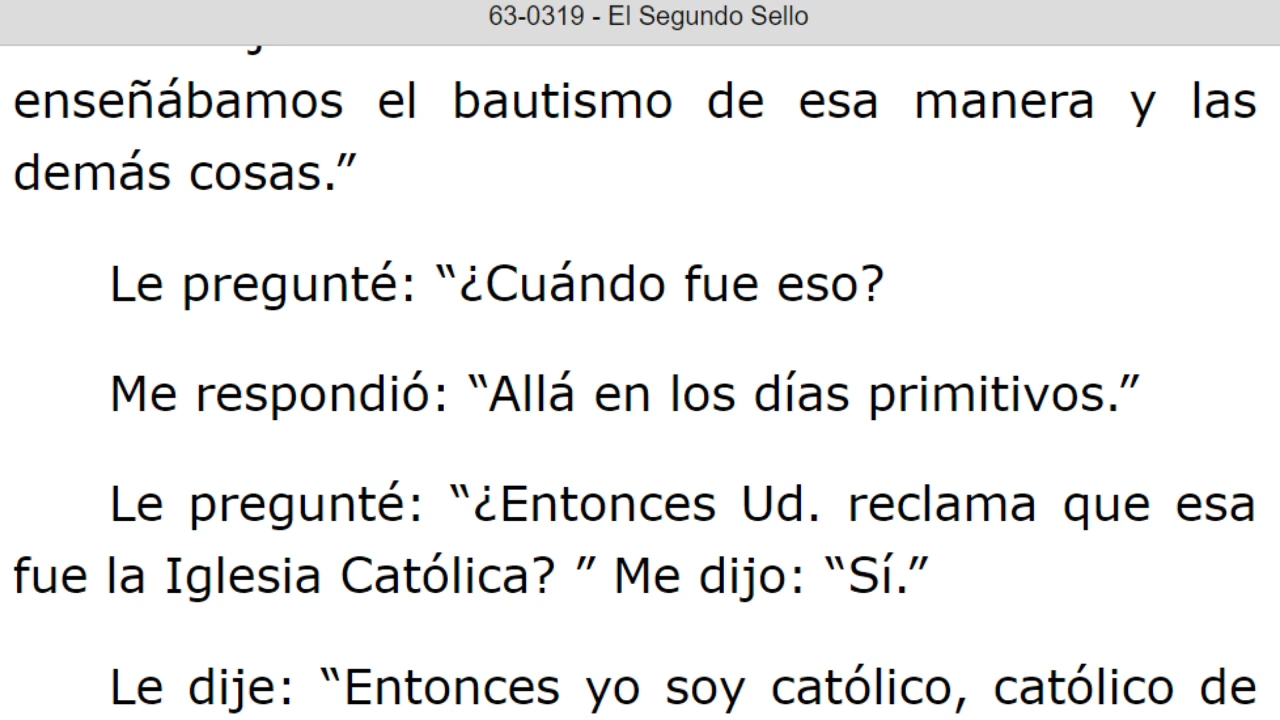 63-0319 - El Segundo Sello
enseñábamos el bautismo de esa manera y las
demás cosas.”
Le pregunté: “¿Cuándo fue eso?
Me respondió: “Allá en los días primitivos.”
Le pregunté: “¿Entonces Ud. reclama que esa
fue la Iglesia Católica? ” Me dijo: “Sí.”
Le dije: “Entonces yo soy católico, católico de